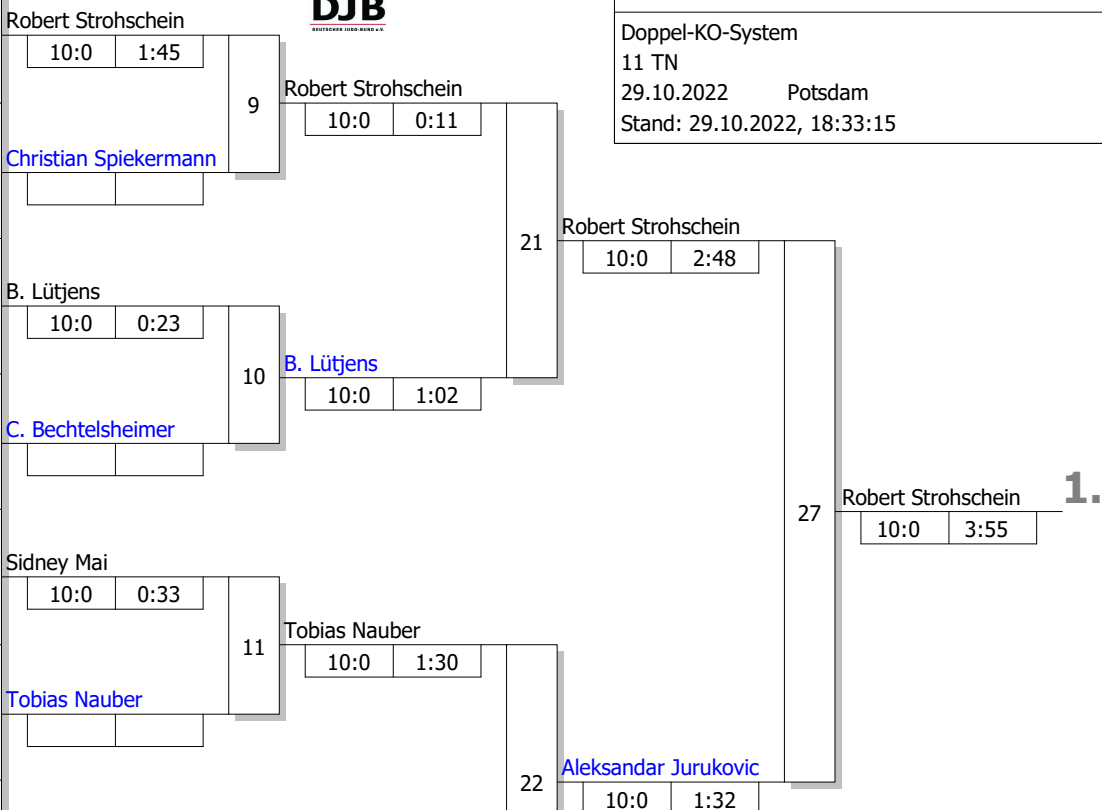 DJB
DEUTSCHER JUDO-BUND e.V.
Doppel-KO-System
11 TN
29.10.2022 Potsdam
Stand: 29.10.2022, 18:33:15
Robert Strohschein
10:0 1:45
9
Christian Spiekermann
Robert Strohschein
10:0 0:11
21
B. Lütjens
10:0 0:23
10
C. Bechtelsheimer
B. Lütjens
10:0 1:02
Robert Strohschein
10:0 2:48
27
Robert Strohschein 1.
10:0 3:55
Sidney Mai
10:0 0:33
11
Tobias Nauber
Tobias Nauber
10:0 1:30
22
Aleksandar Jurukovic
10:0 1:32